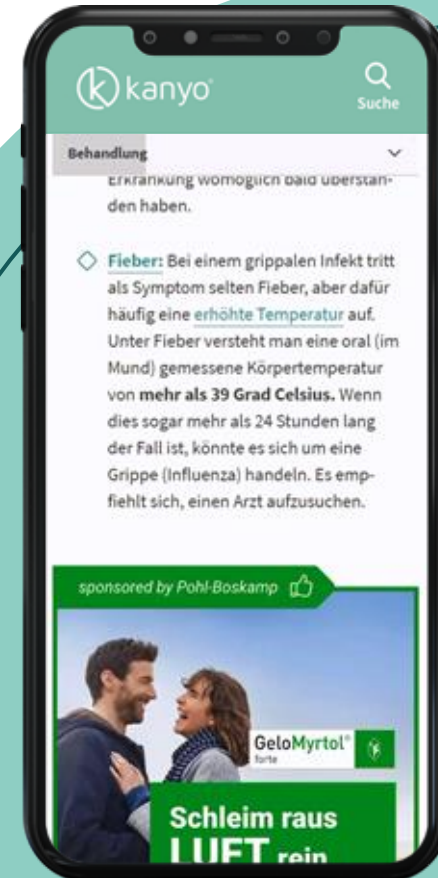 kanyo
Suche
Behandlung
Erkrankung womöglich bald überstan-
den haben.
Fieber: Bei einem grippalen Infekt tritt
als Symptom selten Fieber, aber dafür
häufig eine erhöhte Temperatur auf.
Unter Fieber versteht man eine oral (im
Mund) gemessene Körpertemperatur
von mehr als 39 Grad Celsius. Wenn
dies sogar mehr als 24 Stunden lang
der Fall ist, könnte es sich um eine
Grippe (Influenza) handeln. Es emp-
fiehlt sich, einen Arzt aufzusuchen.
sponsored by Pohl-Boskamp
GeloMyrtol®
forte
Schleim raus
LUFT rein